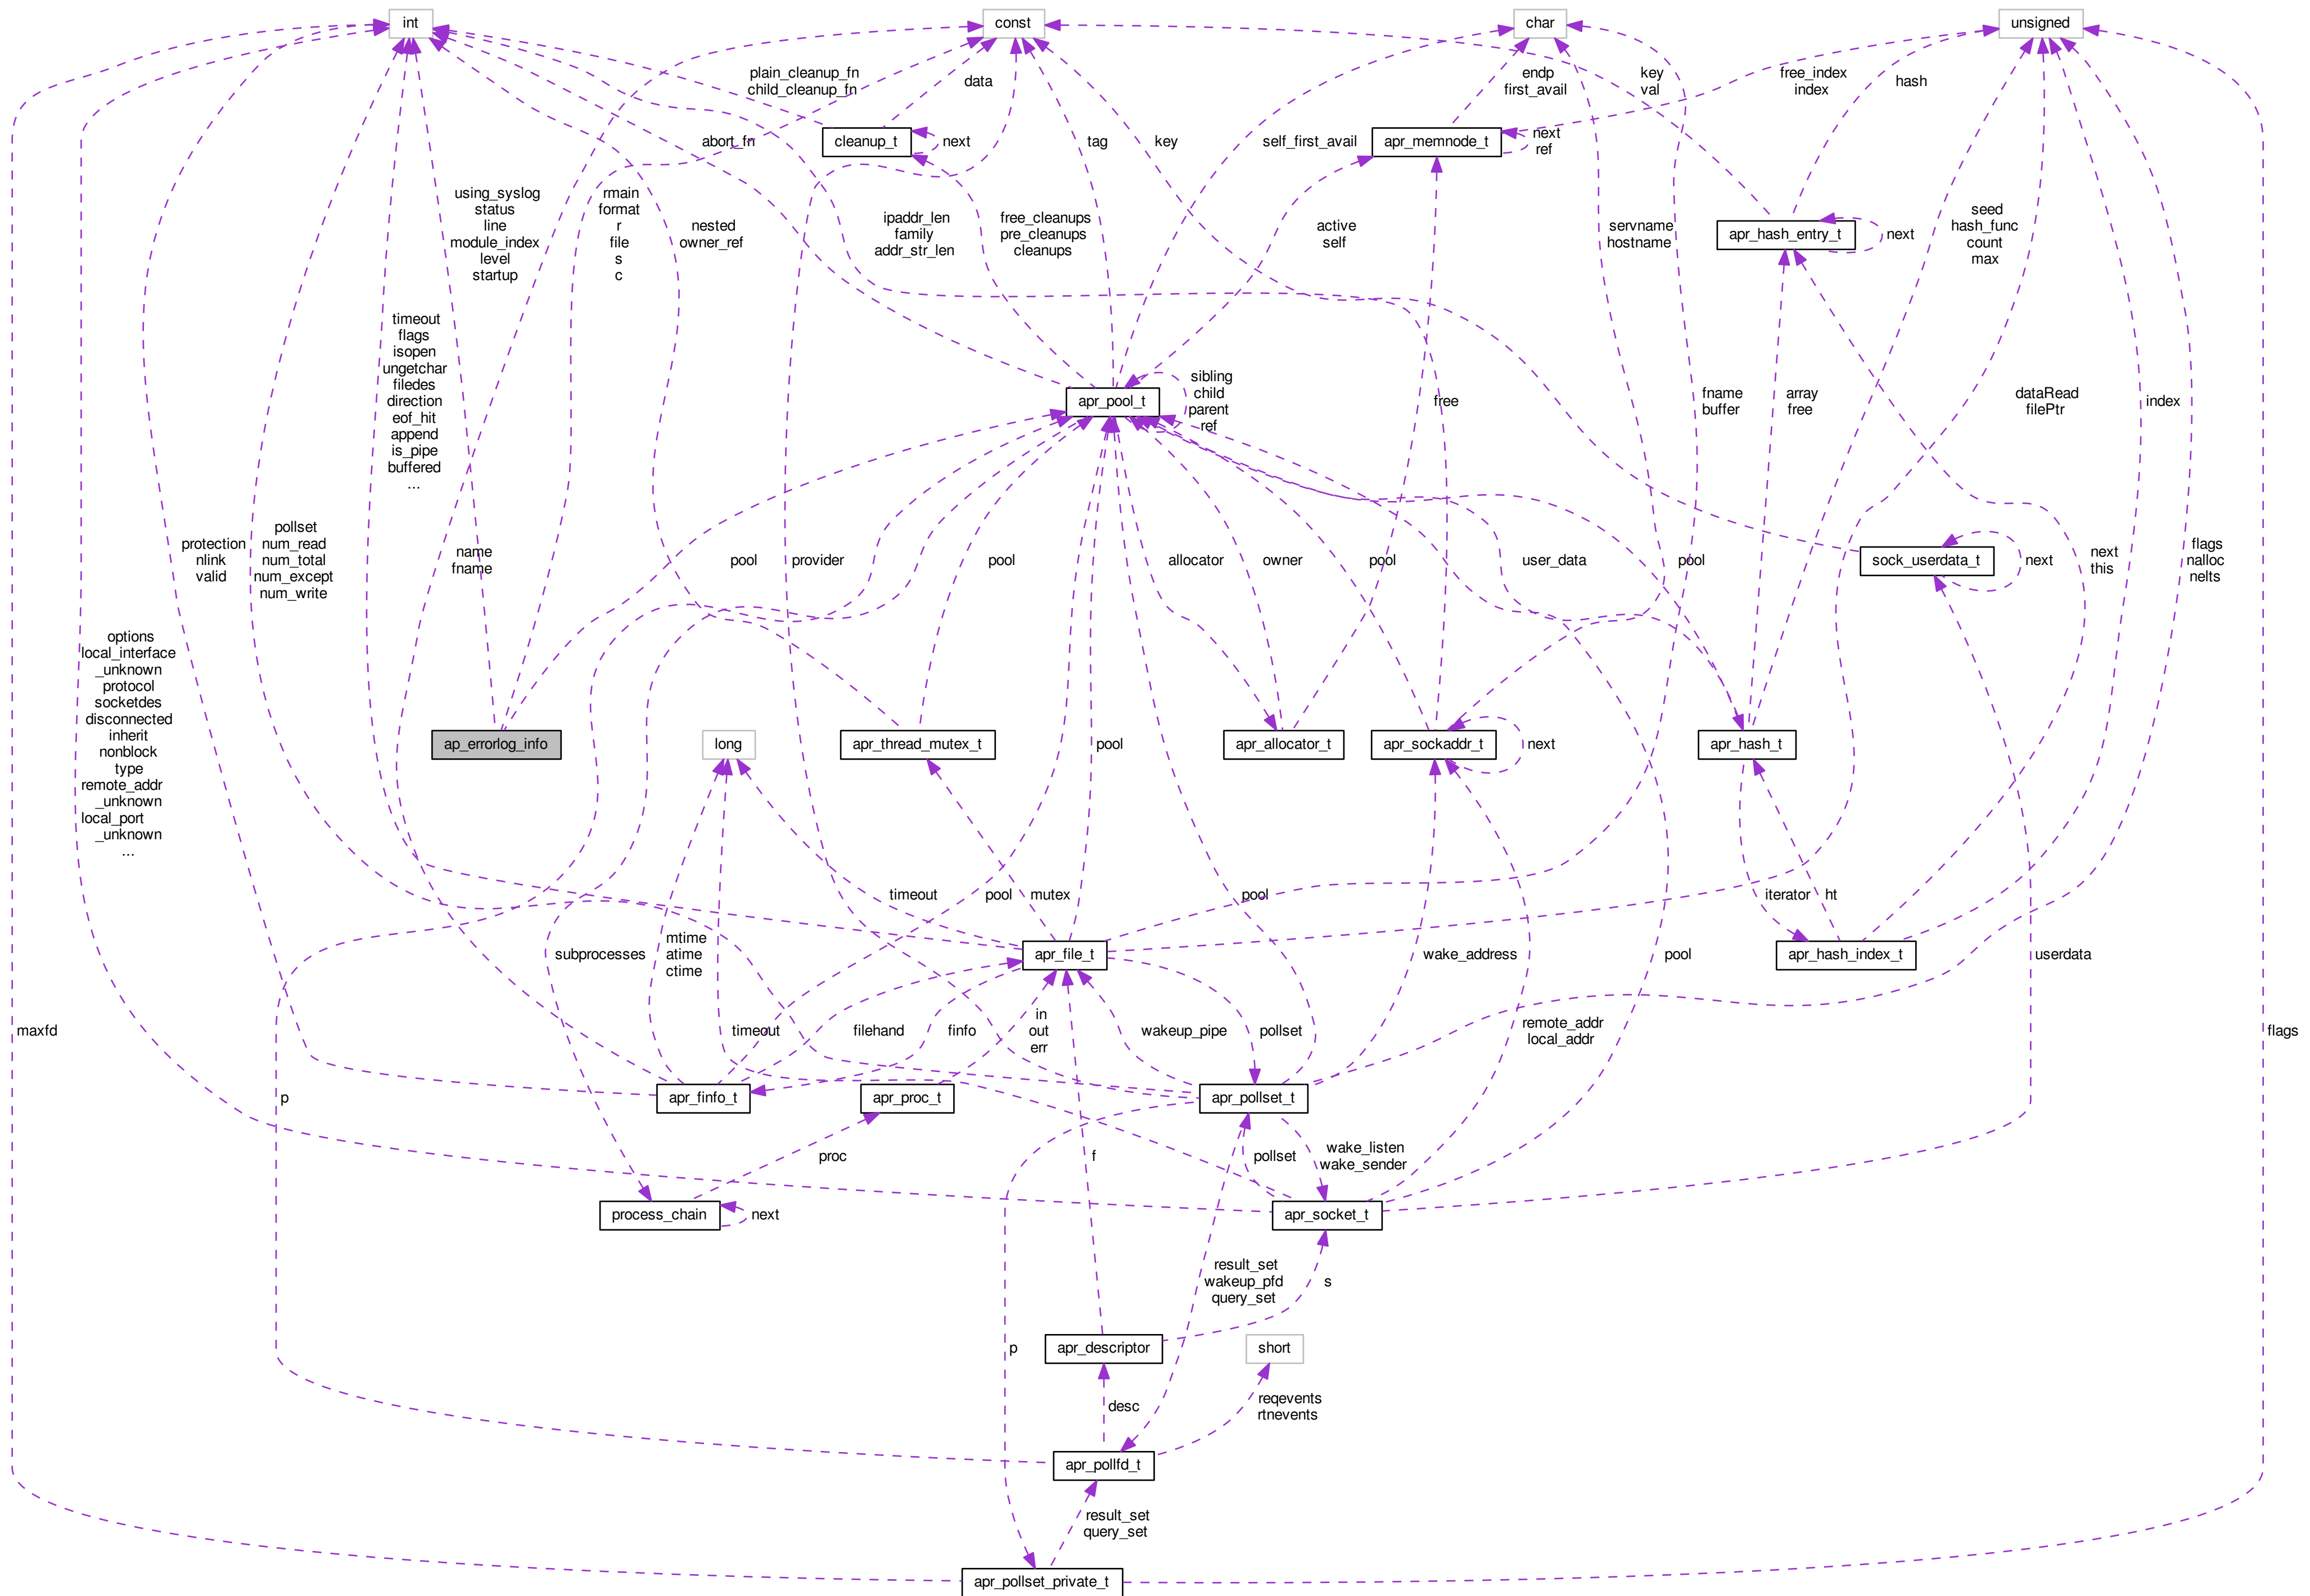 int
const
char
unsigned
plain_cleanup_fn
child_cleanup_fn
data
endp
first_avail
key
val
free_index
index
hash
abort_fn
cleanup_t
next
tag
key
self_first_avail
apr_memnode_t
next
ref
using_syslog
status
line
module_index
level
startup
rmain
format
r
file
s
c
nested
owner_ref
ipaddr_len
family
addr_str_len
free_cleanups
pre_cleanups
cleanups
active
self
servname
hostname
apr_hash_entry_t
next
seed
hash_func
count
max
timeout
flags
isopen
ungetchar
filedes
direction
eof_hit
append
is_pipe
buffered
...
apr_pool_t
sibling
child
parent
ref
free
fname
buffer
array
free
dataRead
filePtr
index
protection
nlink
valid
pollset
num_read
num_total
num_except
num_write
name
fname
pool
provider
pool
allocator
owner
pool
user_data
pool
sock_userdata_t
next
next
this
flags
nalloc
nelts
options
local_interface
_unknown
protocol
socketdes
disconnected
inherit
nonblock
type
remote_addr
_unknown
local_port
_unknown
...
ap_errorlog_info
long
apr_thread_mutex_t
pool
apr_allocator_t
apr_sockaddr_t
next
apr_hash_t
timeout
pool
mutex
pool
iterator
ht
subprocesses
mtime
atime
ctime
apr_file_t
wake_address
pool
apr_hash_index_t
userdata
maxfd
timeout
filehand
finfo
in
out
err
wakeup_pipe
pollset
remote_addr
local_addr
flags
p
apr_finfo_t
apr_proc_t
apr_pollset_t
proc
f
pollset
wake_listen
wake_sender
process_chain
next
apr_socket_t
result_set
wakeup_pfd
query_set
s
p
apr_descriptor
short
desc
reqevents
rtnevents
apr_pollfd_t
result_set
query_set
apr_pollset_private_t